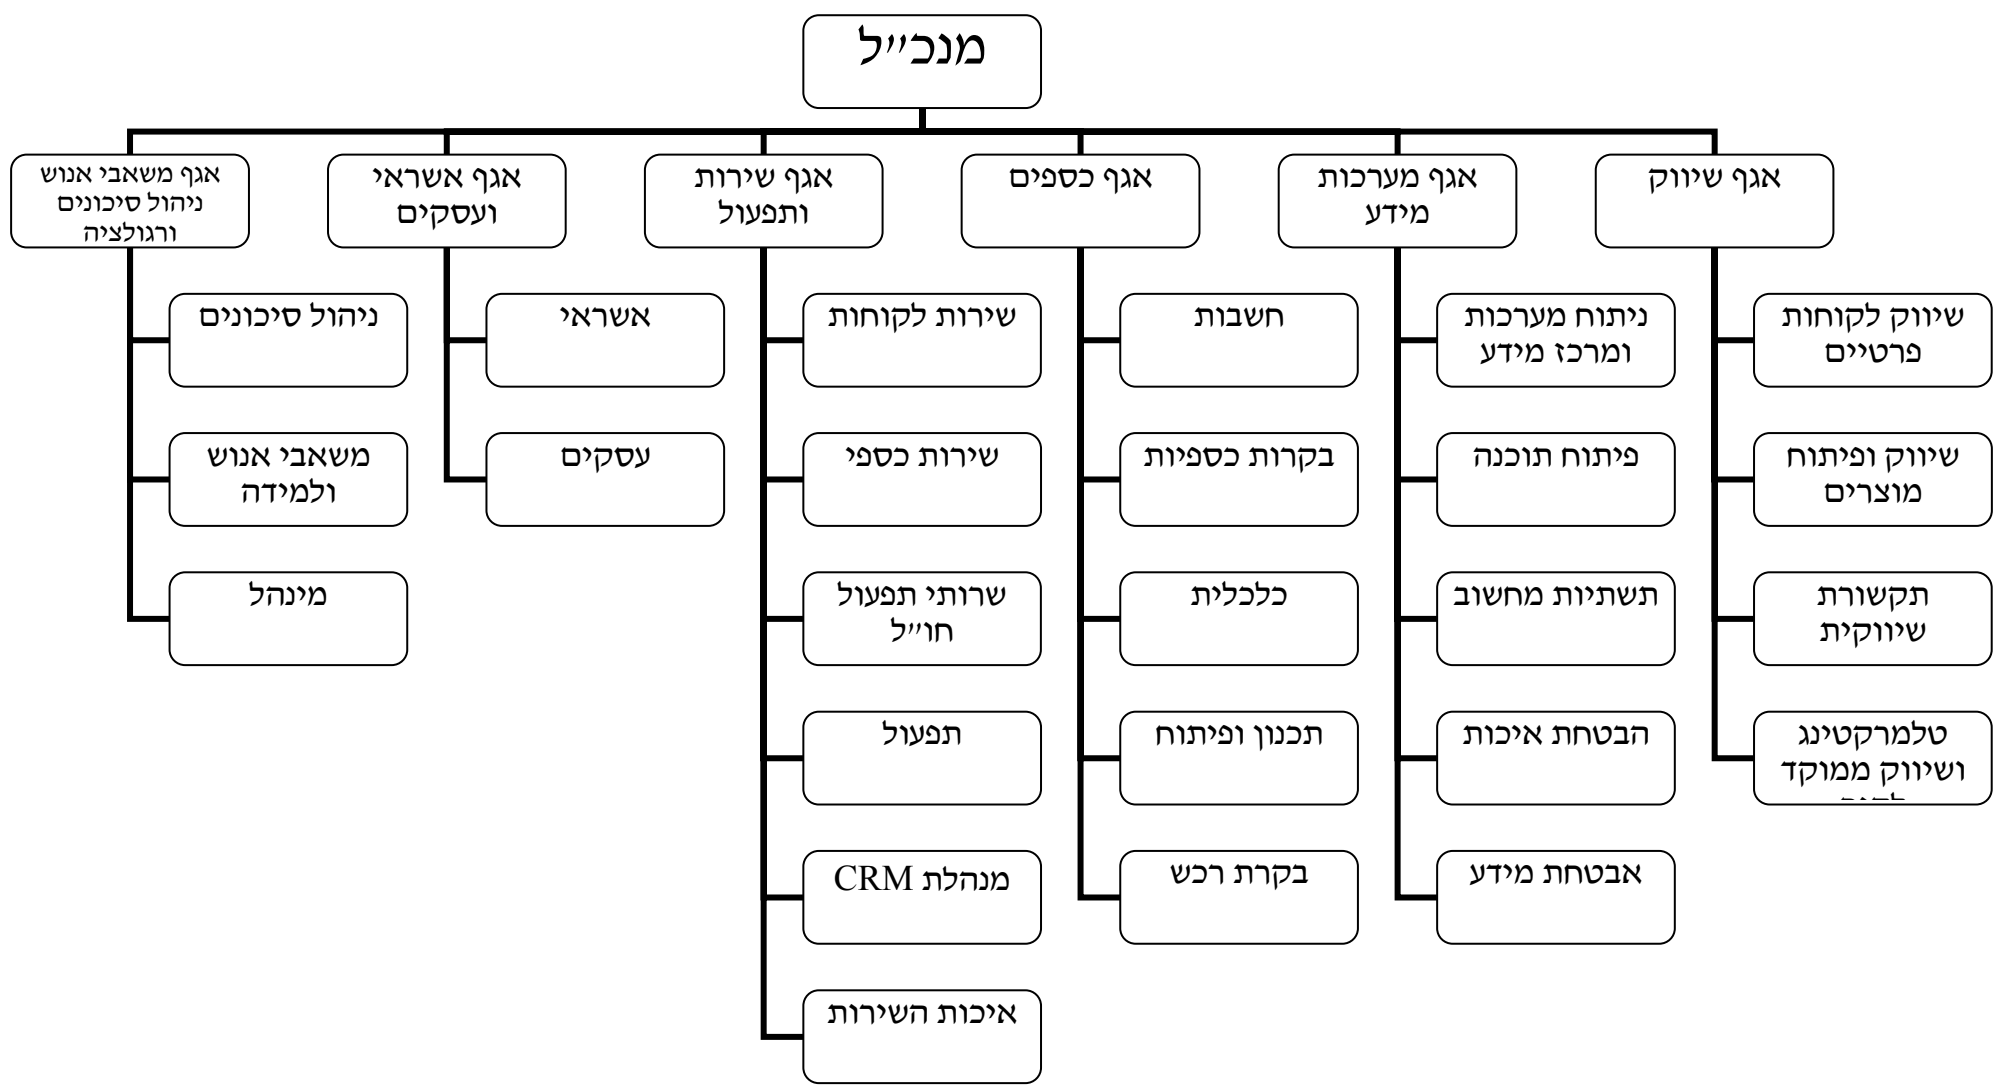 מנכ״ל
אגף שיווק
אגף מערכות
מידע
אגף כספים
אגף שירות
ותפעול
אגף אשראי
ועסקים
אגף משאבי אנוש
ניהול סיכונים
ורגולציה
שיווק לקוחות
פרטיים
ניתוח מערכות
ומרכז מידע
חשבות
שירות לקוחות
אשראי
ניהול סיכונים
שיווק ופיתוח
מוצרים
פיתוח תוכנה
בקרות כספיות
שירות כספי
עסקים
משאבי אנוש
ולמידה
תקשורת
שיווקית
תשתיות מחשוב
כלכלית
שרותי תפעול
חו״ל
מינהל
טלמרקטינג
ושיווק ממוקד
הבטחת איכות
תכנון ופיתוח
תפעול
אבטחת מידע
בקרת רכש
מנהלת CRM
איכות השירות